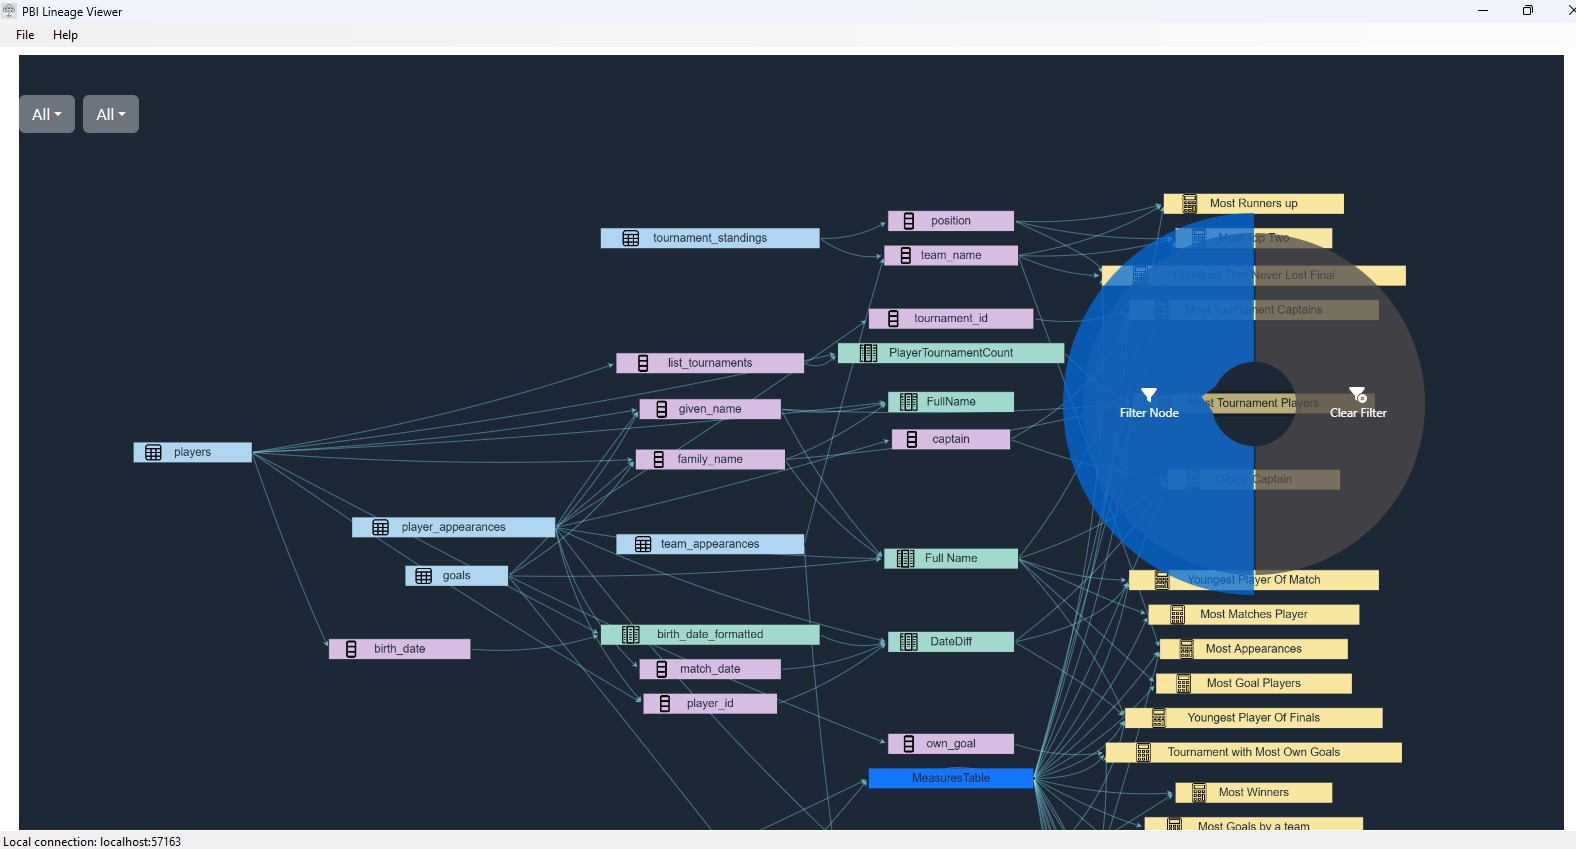 PBI Lineage Viewer
File Help
All All
Most Runners up
position
tournament_standings
Most Top Two
team_name
Countries That Never Lost Final
Most Tournament Captains
tournament_id
PlayerTournamentCount
list_tournaments
FullName
given_name
st Tournament Players
Filter Node
Clear Filter
captain
players
family_name
Oldest Captain
player_appearances
team_appearances
Full Name
goals
Youngest Player Of Match
Most Matches Player
birth_date_formatted
DateDiff
birth_date
Most Appearances
match_date
Most Goal Players
player_id
Youngest Player Of Finals
own_goal
Tournament with Most Own Goals
MeasuresTable
Most Winners
Most Goals by a team
Local connection: localhost:57163